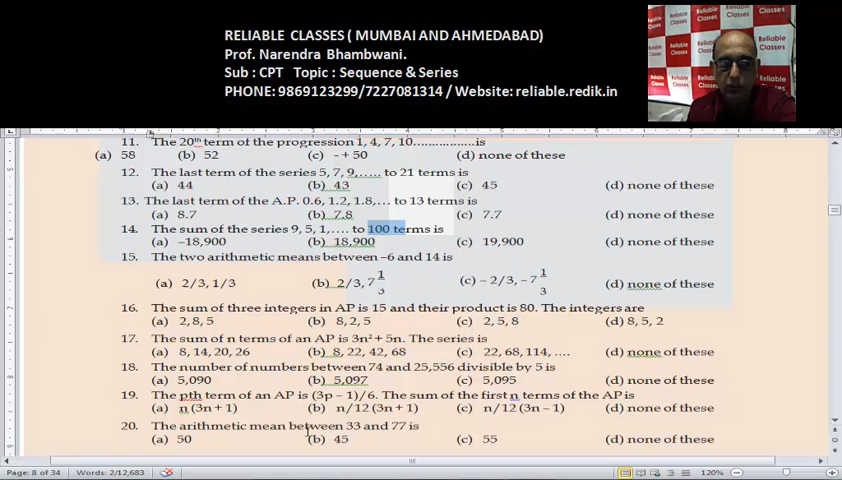 RELIABLE CLASSES ( MUMBAI AND AHMEDABAD)
Prof. Narendra Bhambwani.
Sub : CPT Topic : Sequence & Series
PHONE: 9869123299/7227081314 / Website: reliable.redik.in
11. The 20th term of the progression 1, 4, 7, 10................is
(a) 58 (b) 52 (c) - + 50 (d) none of these
12. The last term of the series 5, 7, 9,..... to 21 terms is
(a) 44 (b) 43 (c) 45 (d) none of these
13. The last term of the A.P. 0.6, 1.2, 1.8,... to 13 terms is
(a) 8.7 (b) 7.8 (c) 7.7 (d) none of these
14. The sum of the series 9, 5, 1,.... to 100 terms is
(a) –18,900 (b) 18,900 (c) 19,900 (d) none of these
15. The two arithmetic means between –6 and 14 is
(a) 2/3, 1/3 (b) 2/3, 7 1/3 (c) – 2/3, –7 1/3 (d) none of these
16. The sum of three integers in AP is 15 and their product is 80. The integers are
(a) 2, 8, 5 (b) 8, 2, 5 (c) 2, 5, 8 (d) 8, 5, 2
17. The sum of n terms of an AP is 3n² + 5n. The series is
(a) 8, 14, 20, 26 (b) 8, 22, 42, 68 (c) 22, 68, 114, .... (d) none of these
18. The number of numbers between 74 and 25,556 divisible by 5 is
(a) 5,090 (b) 5,097 (c) 5,095 (d) none of these
19. The pth term of an AP is (3p – 1)/6. The sum of the first n terms of the AP is
(a) n (3n + 1) (b) n/12 (3n + 1) (c) n/12 (3n – 1) (d) none of these
20. The arithmetic mean between 33 and 77 is
(a) 50 (b) 45 (c) 55 (d) none of these
Page: 8 of 34 Words: 2/12,683 120%